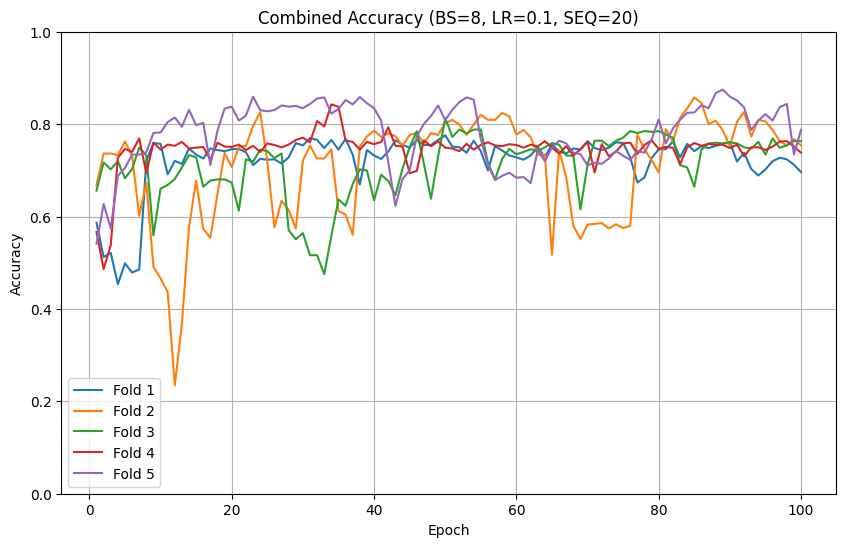 Combined Accuracy (BS=8, LR=0.1, SEQ=20)
Accuracy
1.0
0.8
0.6
0.4
0.2
0.0
Fold 1
Fold 2
Fold 3
Fold 4
Fold 5
0 20 40 60 80 100
Epoch